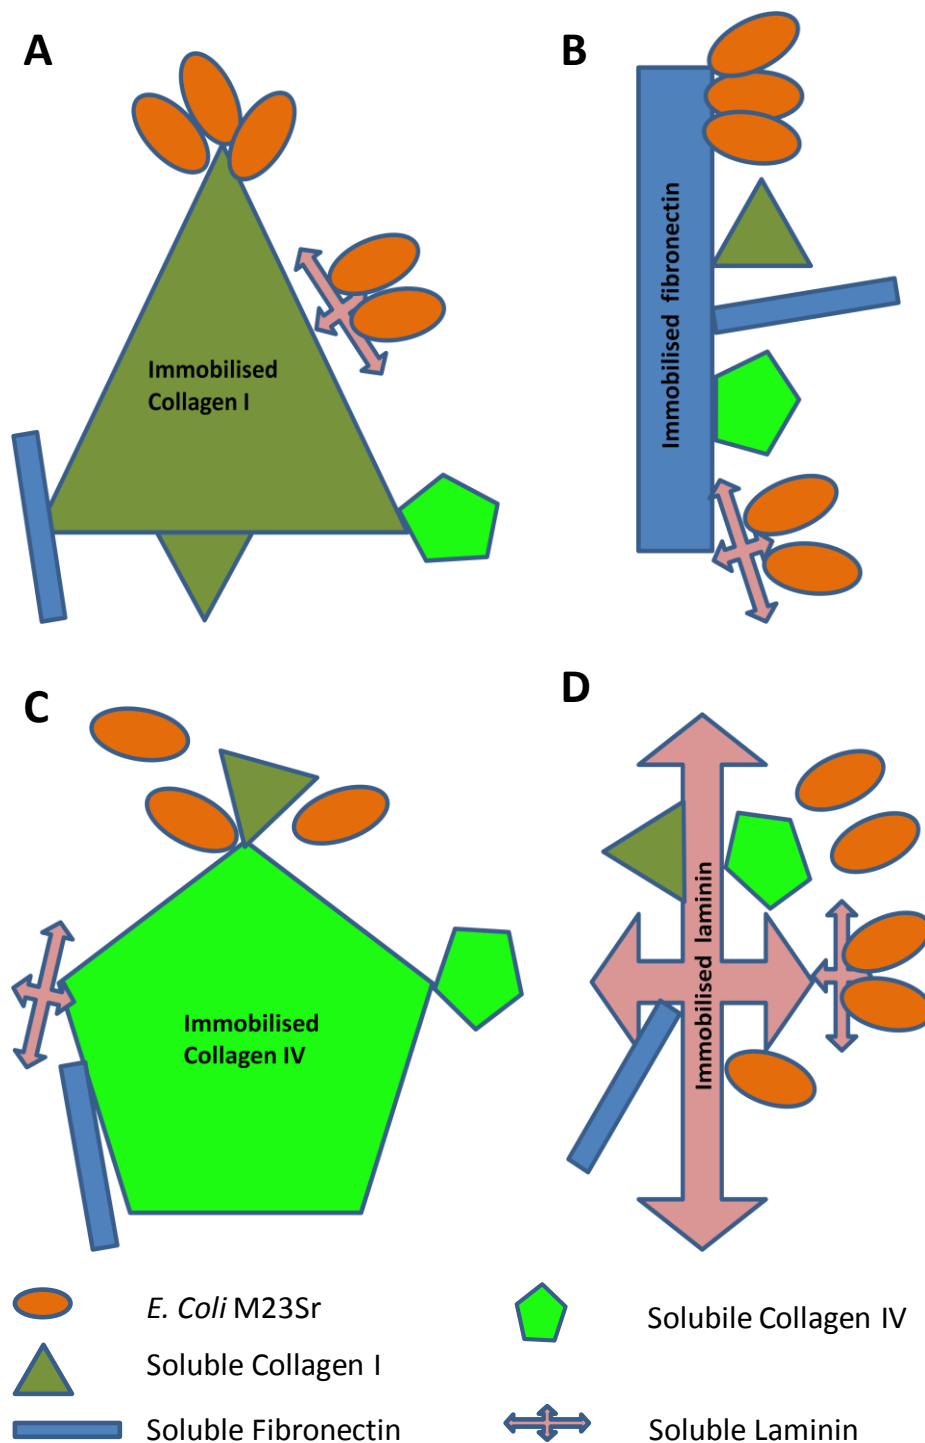 A
B
Immobilised
Collagen I
Immobilised fibronectin
C
D
Immobilised
Collagen IV
Immobilised laminin
E. Coli M23Sr
Solubile Collagen IV
Soluble Collagen I
Soluble Fibronectin
Soluble Laminin